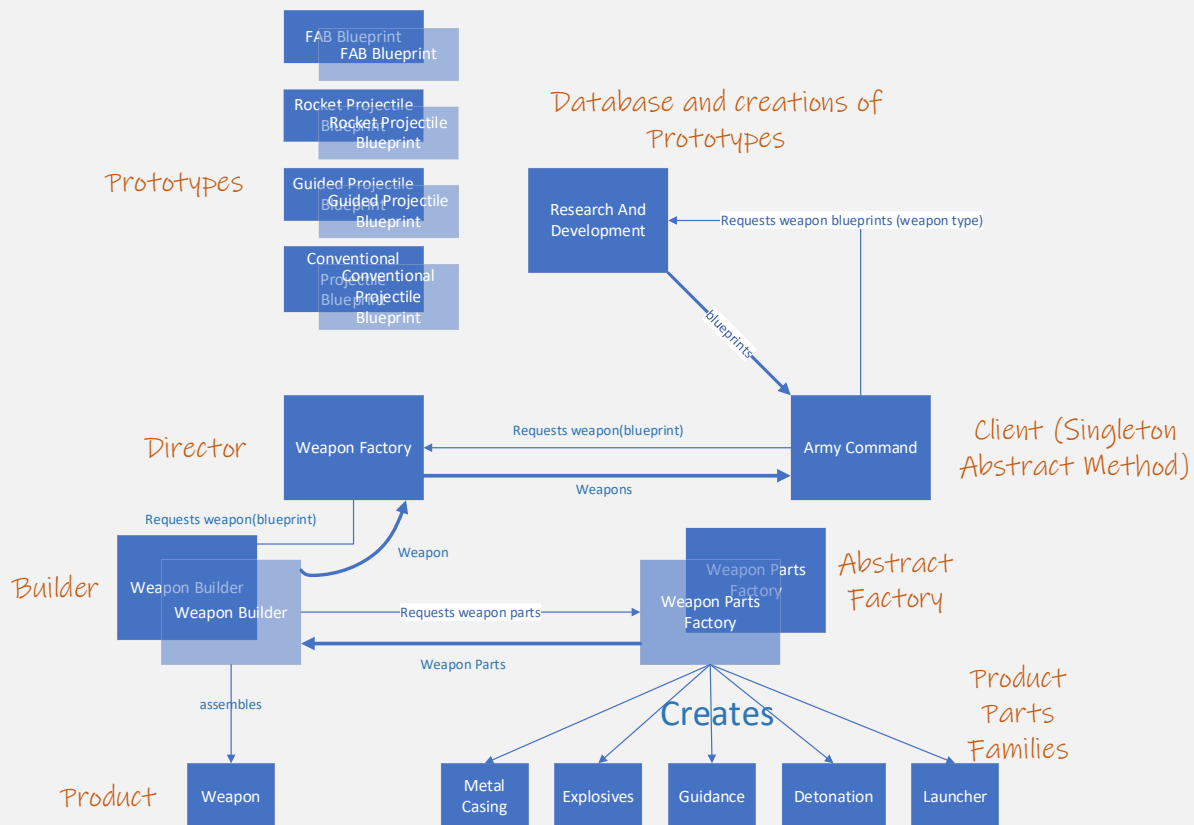 FAB Blueprint
FAB Blueprint
Rocket Projectile
Blueprint
Rocket Projectile
Blueprint
Guided Projectile
Blueprint
Guided Projectile
Blueprint
Conventional
Projectile
Blueprint
Conventional
Projectile
Blueprint
Prototypes
Database and creations of
Prototypes
Research And
Development
Requests weapon blueprints (weapon type)
blueprints
Director
Weapon Factory
Requests weapon(blueprint)
Weapons
Army Command
Client (Singleton
Abstract Method)
Requests weapon(blueprint)
Weapon
Builder
Weapon Builder
Weapon Builder
Requests weapon parts
Weapon Parts
Weapon Parts
Factory
Weapon Parts
Factory
Abstract
Factory
assembles
Creates
Product
Parts
Families
Product
Weapon
Metal
Casing
Explosives
Guidance
Detonation
Launcher